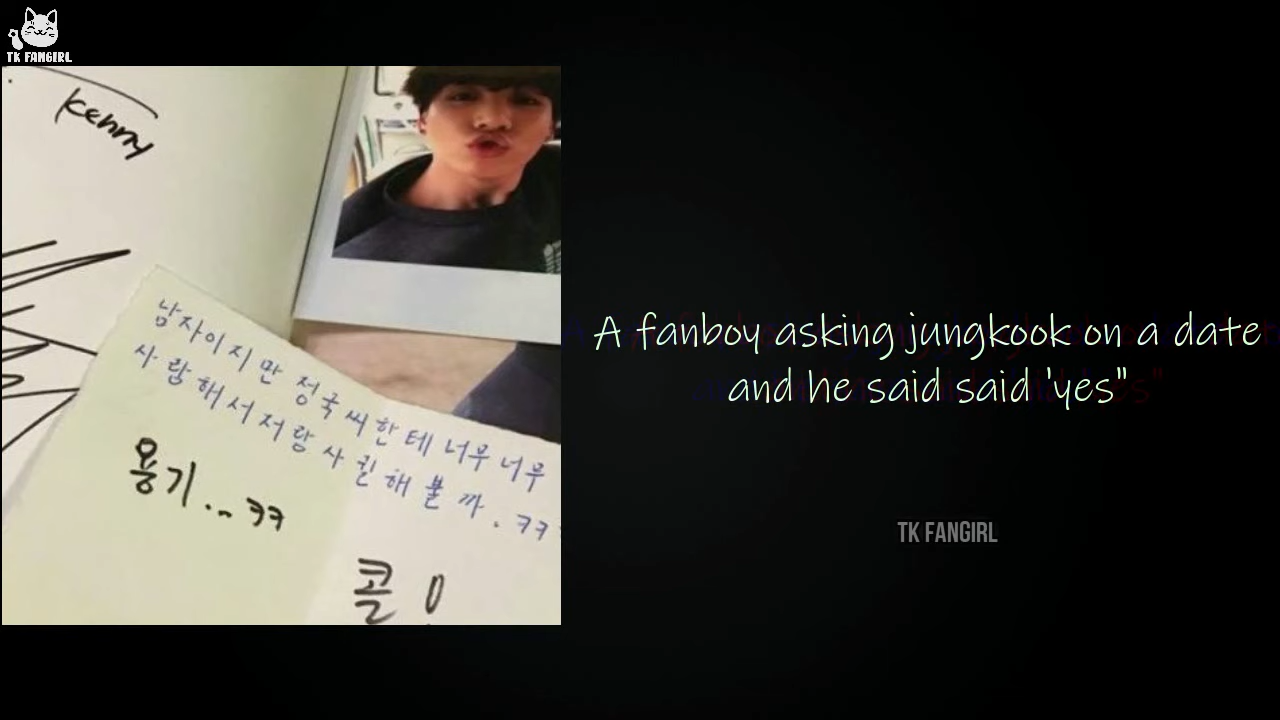 TK FANGIRL
Kenny
남자이지만 정국씨한테 너무너무
사랑해서 저랑 사귈해 볼까. ㅋㅋ
용기... ㅋㅋ
콜!
A fanboy asking jungkook on a date
and he said said 'yes"
TK FANGIRL